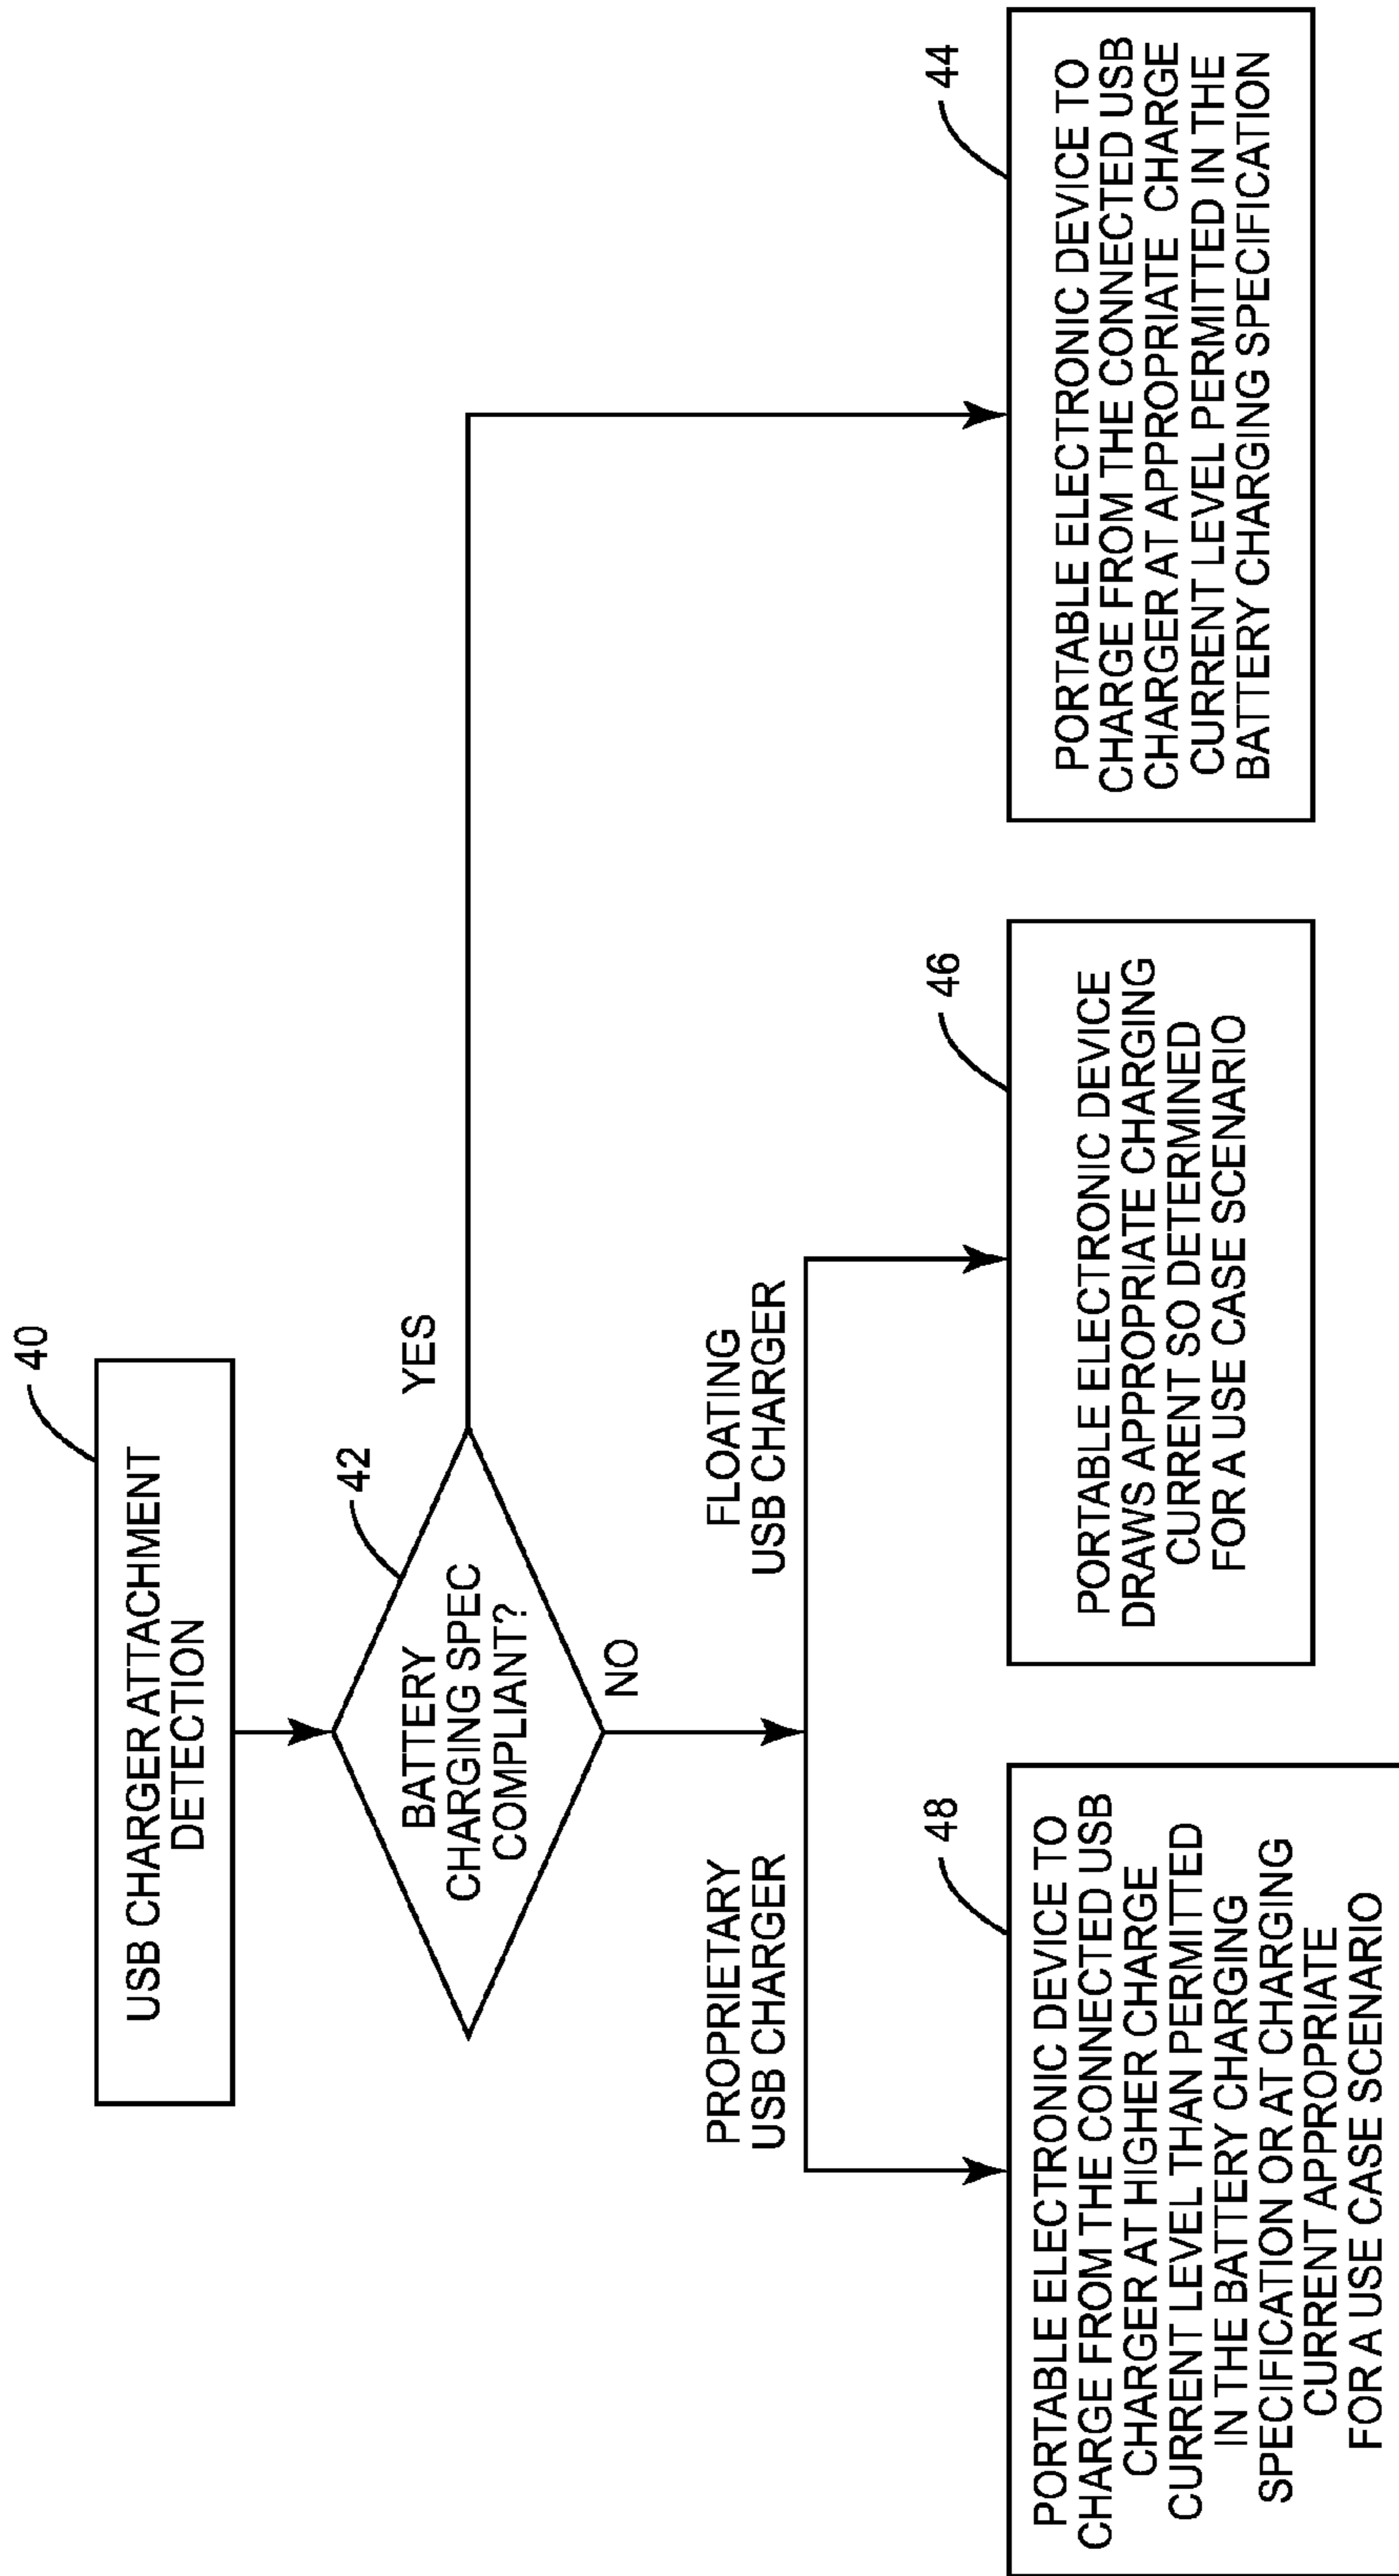 40
USB CHARGER ATTACHMENT
DETECTION
42
BATTERY
CHARGING SPEC
COMPLIANT?
YES
NO
PROPRIETARY
USB CHARGER
FLOATING
USB CHARGER
48
PORTABLE ELECTRONIC DEVICE TO
CHARGE FROM THE CONNECTED USB
CHARGER AT HIGHER CHARGE
CURRENT LEVEL THAN PERMITTED
IN THE BATTERY CHARGING
SPECIFICATION OR AT CHARGING
CURRENT APPROPRIATE
FOR A USE CASE SCENARIO
46
PORTABLE ELECTRONIC DEVICE
DRAWS APPROPRIATE CHARGING
CURRENT SO DETERMINED
FOR A USE CASE SCENARIO
44
PORTABLE ELECTRONIC DEVICE TO
CHARGE FROM THE CONNECTED USB
CHARGER AT APPROPRIATE CHARGE
CURRENT LEVEL PERMITTED IN THE
BATTERY CHARGING SPECIFICATION